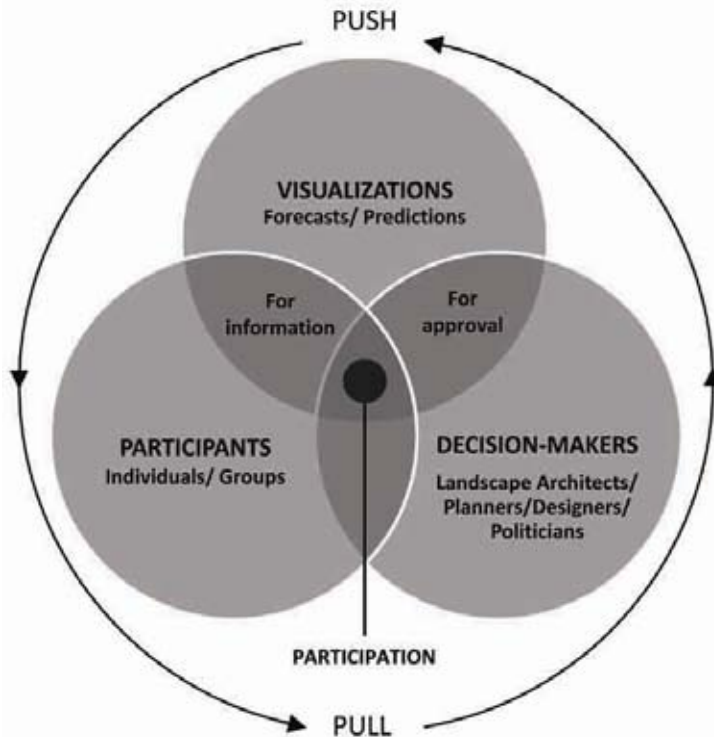 PUSH
VISUALIZATIONS
Forecasts/ Predictions
For
information
For
approval
PARTICIPANTS
Individuals/ Groups
DECISION-MAKERS
Landscape Architects/
Planners/Designers/
Politicians
PARTICIPATION
PULL